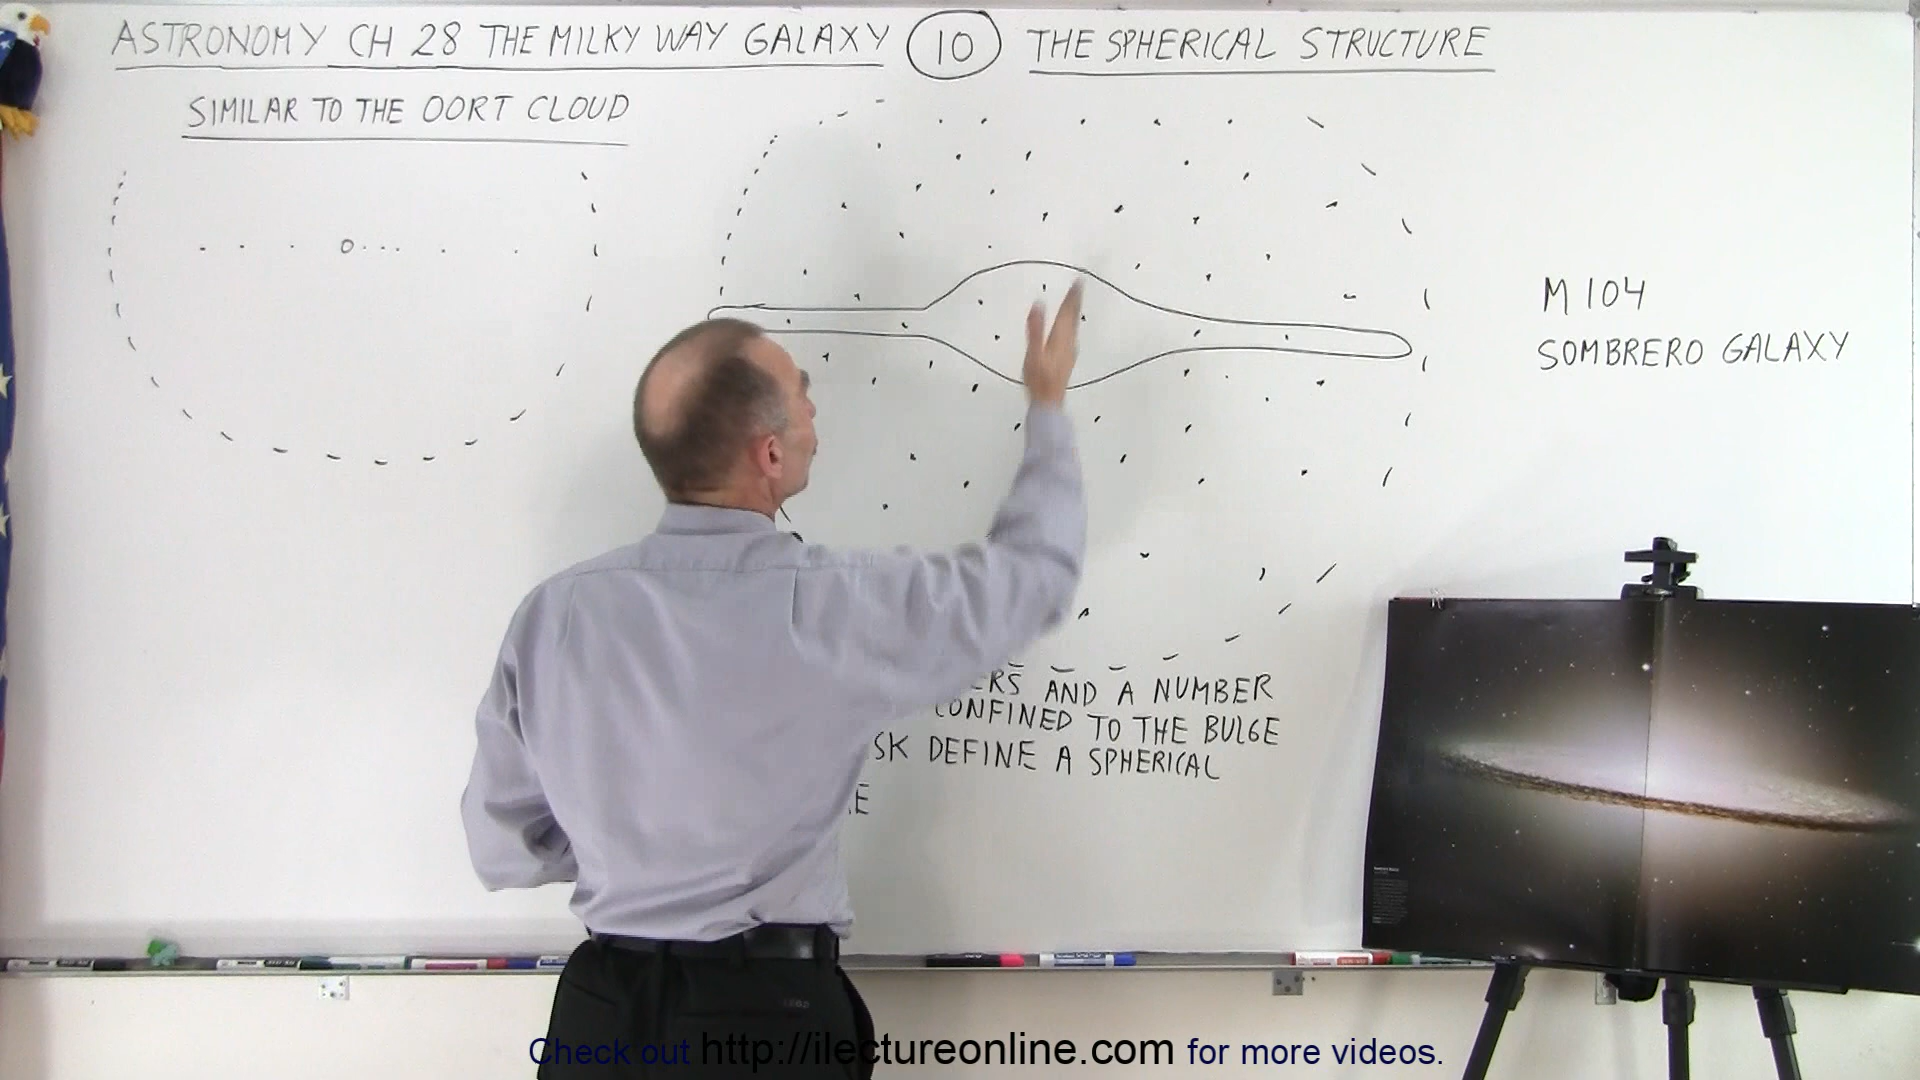 ASTRONOMY CH 28 THE MILKY WAY GALAXY 10 THE SPHERICAL STRUCTURE
SIMILAR TO THE OORT CLOUD
M 104
SOMBRERO GALAXY
ERS AND A NUMBER
CONFINED TO THE BULGE
SK DEFINE A SPHERICAL
RE
Check out http://ilectureonline.com for more videos.